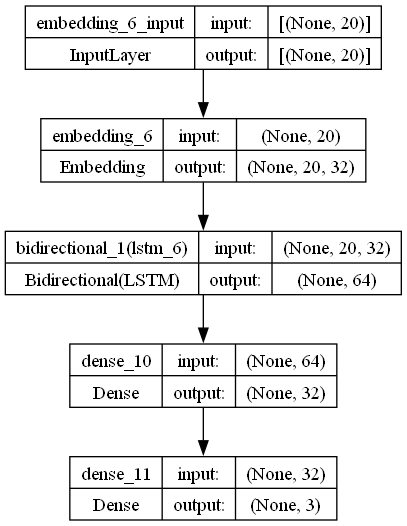 embedding_6_input input: [(None, 20)]
InputLayer output: [(None, 20)]
embedding_6 input: (None, 20)
Embedding output: (None, 20, 32)
bidirectional_1(lstm_6) input: (None, 20, 32)
Bidirectional(LSTM) output: (None, 64)
dense_10 input: (None, 64)
Dense output: (None, 32)
dense_11 input: (None, 32)
Dense output: (None, 3)